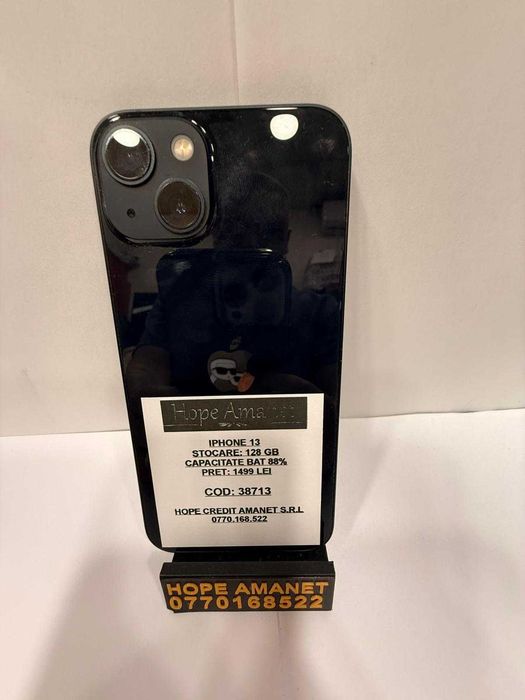 Hope Amanet
IPHONE 13
STOCARE: 128 GB
CAPACITATE BAT 88%
PRET: 1499 LEI
COD: 38713
HOPE CREDIT AMANET S.R.L
0770.168.522
HOPE AMANET
0770168522